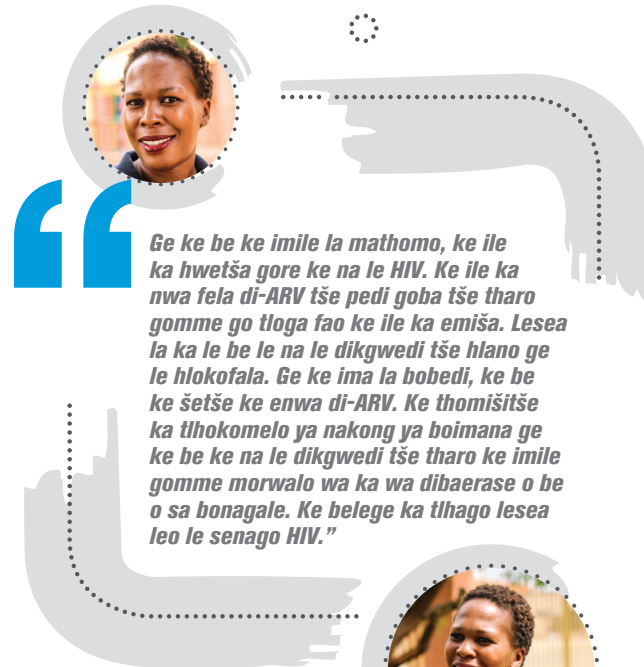 “
Ge ke be ke imile la mathomo, ke ile
ka hwetša gore ke na le HIV. Ke ile ka
nwa fela di-ARV tše pedi goba tše tharo
gomme go tloga fao ke ile ka emiša. Lesea
la ka le be le na le dikgwedi tše hlano ge
le hlokofala. Ge ke ima la bobedi, ke be
ke šetše ke enwa di-ARV. Ke thomišitše
ka tlhokomelo ya nakong ya boimana ge
ke be ke na le dikgwedi tše tharo ke imile
gomme morwalo wa ka wa dibaerase o be
o sa bonagale. Ke belege ka tlhago lesea
leo le senago HIV.”